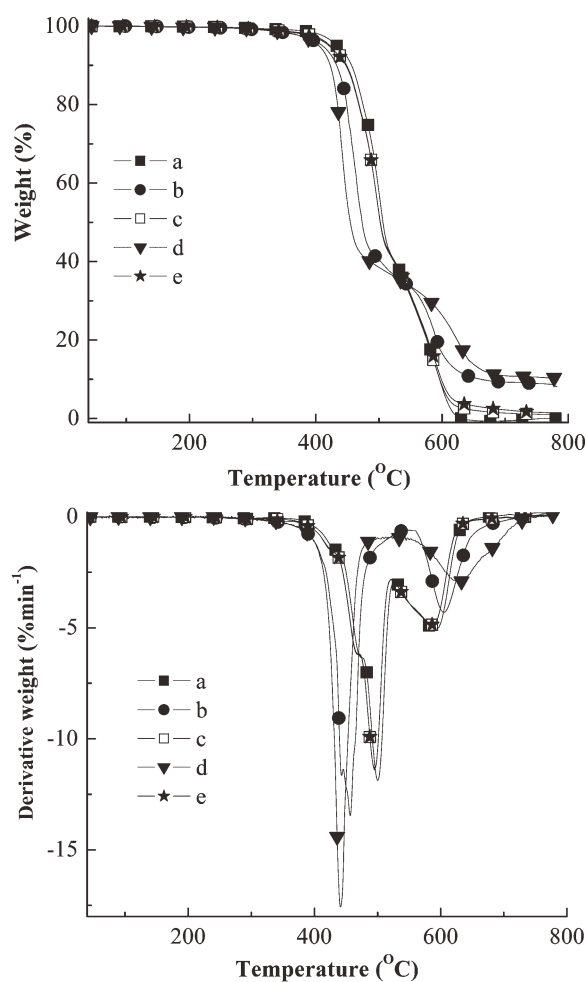 100
80
60
40
20
0
Weight (%)
a
b
c
d
e
200
400
600
800
Temperature (°C)
0
-5
-10
-15
Derivative weight (%min⁻¹)
a
b
c
d
e
200
400
600
800
Temperature (°C)